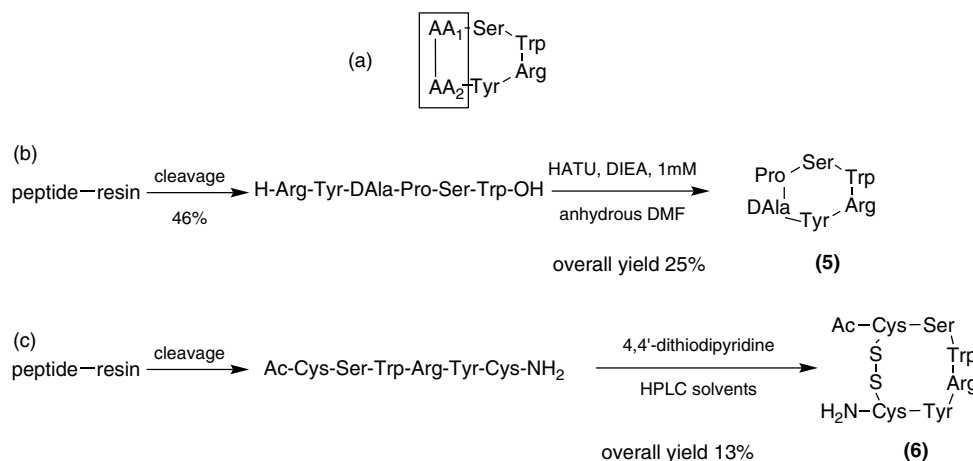 (a)
AA1 Ser
Trp
Arg
AA2 Tyr
(b)
peptide–resin
cleavage
46%
H-Arg-Tyr-DAla-Pro-Ser-Trp-OH
HATU, DIEA, 1mM
anhydrous DMF
overall yield 25%
Pro Ser Trp
DAla Tyr Arg
(5)
(c)
peptide–resin
cleavage
Ac-Cys-Ser-Trp-Arg-Tyr-Cys-NH2
4,4'-dithiodipyridine
HPLC solvents
overall yield 13%
Ac–Cys–Ser
S
Trp
S
Arg
H2N–Cys–Tyr
(6)